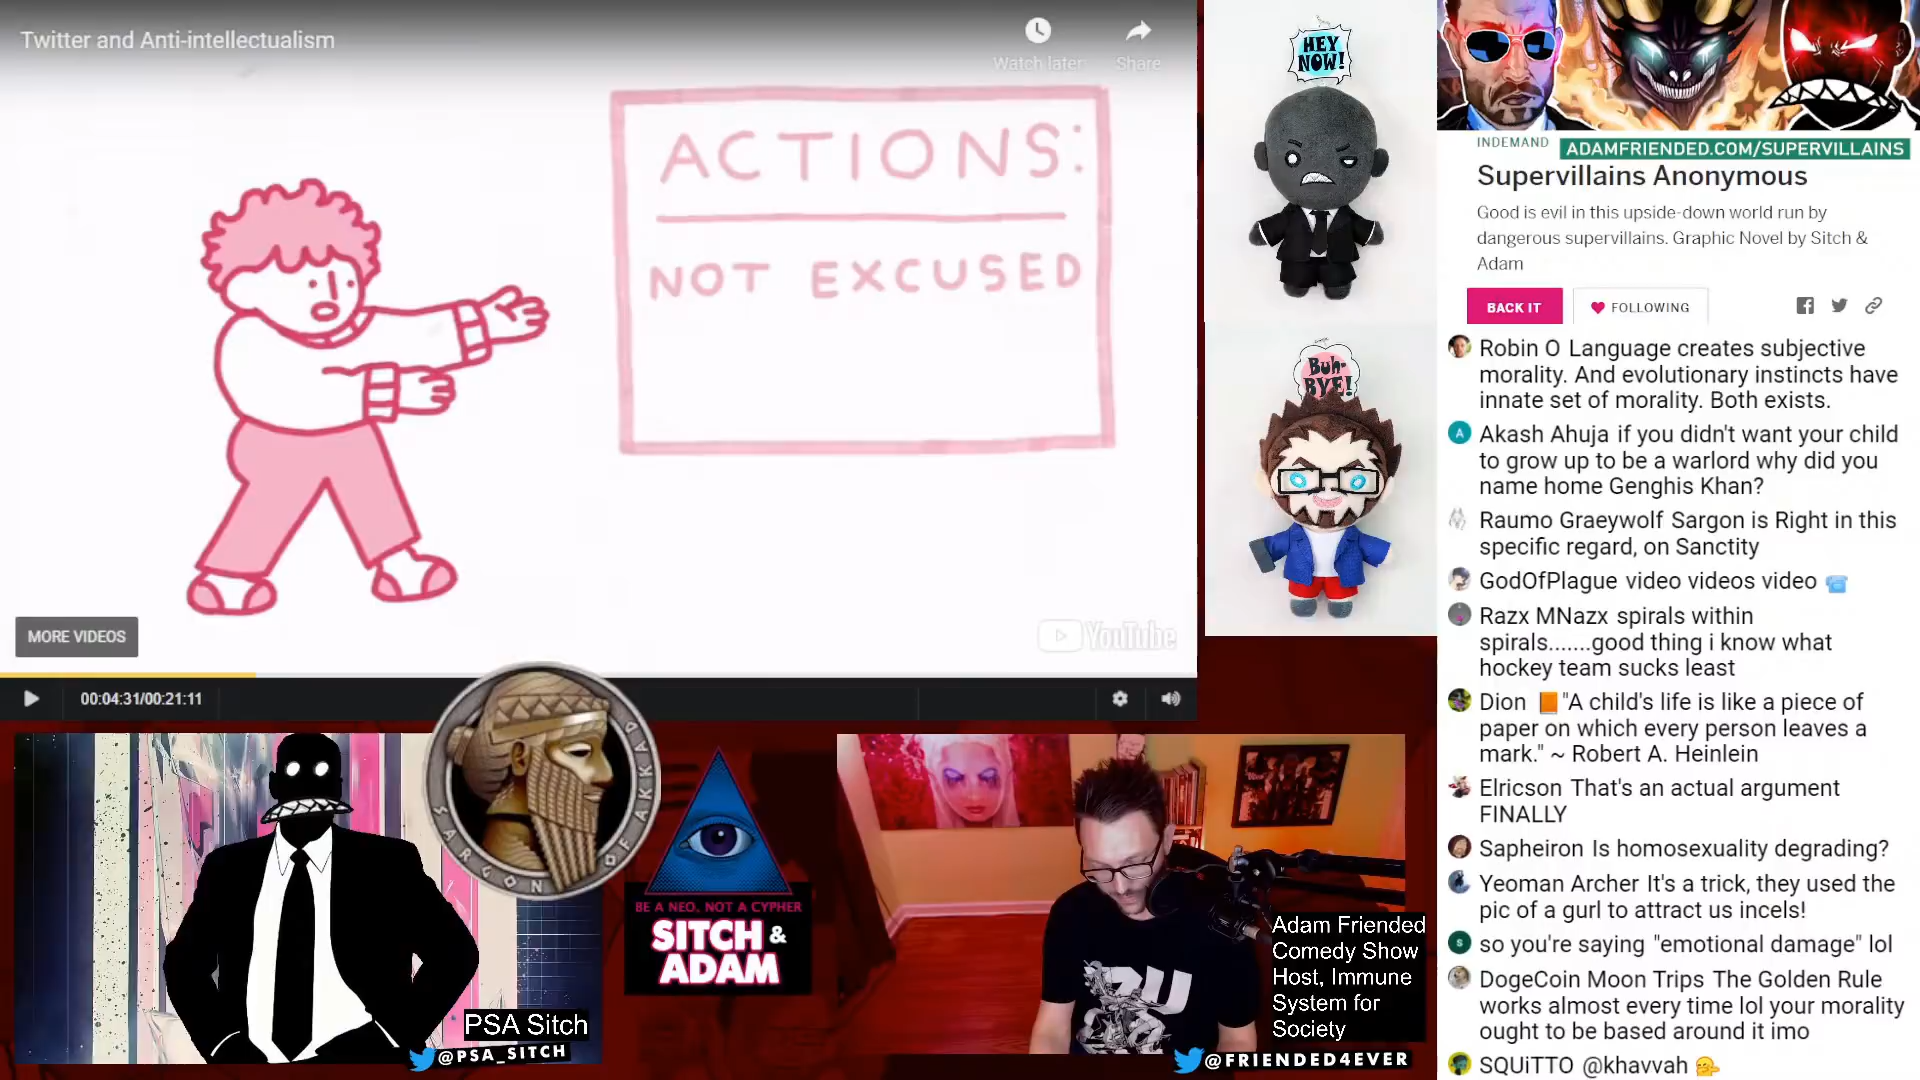 Twitter and Anti-intellectualism
Watch later
Share
ACTIONS:
NOT EXCUSED
MORE VIDEOS
YouTube
00:04:31/00:21:11
HEY
NOW!
Buh-
BYE!
INDEMAND
ADAMFRIENDED.COM/SUPERVILLAINS
Supervillains Anonymous
Good is evil in this upside-down world run by
dangerous supervillains. Graphic Novel by Sitch &
Adam
BACK IT
FOLLOWING
Robin O Language creates subjective
morality. And evolutionary instincts have
innate set of morality. Both exists.
A
Akash Ahuja if you didn't want your child
to grow up to be a warlord why did you
name home Genghis Khan?
Raumo Graeywolf Sargon is Right in this
specific regard, on Sanctity
GodOfPlague video videos video
Razx MNazx spirals within
spirals.......good thing i know what
hockey team sucks least
Dion "A child's life is like a piece of
paper on which every person leaves a
mark." ~ Robert A. Heinlein
Elricson That's an actual argument
FINALLY
Sapheiron Is homosexuality degrading?
Yeoman Archer It's a trick, they used the
pic of a gurl to attract us incels!
s
so you're saying "emotional damage" lol
DogeCoin Moon Trips The Golden Rule
works almost every time lol your morality
ought to be based around it imo
SQUiTTO @khavvah
SARGON OF AKKAD
BE A NEO, NOT A CYPHER
SITCH &
ADAM
PSA Sitch
@PSA_SITCH
Adam Friended
Comedy Show
Host, Immune
System for
Society
@FRIENDED4EVER